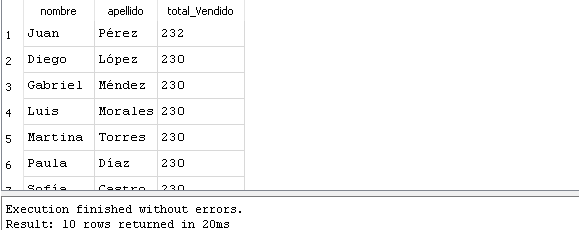 nombre apellido total_Vendido
1 Juan Pérez 232
2 Diego López 230
3 Gabriel Méndez 230
4 Luis Morales 230
5 Martina Torres 230
6 Paula Díaz 230
7 Sofía Castro 230
Execution finished without errors.
Result: 10 rows returned in 20ms